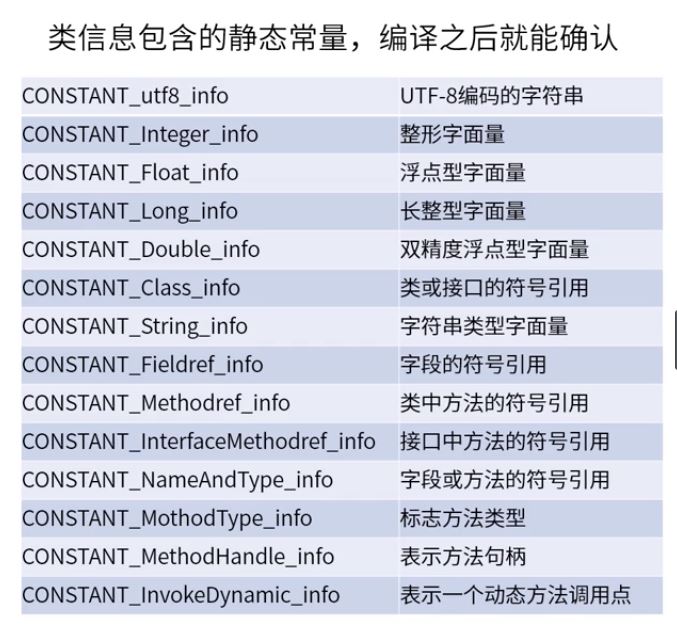 类信息包含的静态常量，编译之后就能确认
CONSTANT_utf8_info UTF-8编码的字符串
CONSTANT_Integer_info 整形字面量
CONSTANT_Float_info 浮点型字面量
CONSTANT_Long_info 长整型字面量
CONSTANT_Double_info 双精度浮点型字面量
CONSTANT_Class_info 类或接口的符号引用
CONSTANT_String_info 字符串类型字面量
CONSTANT_Fieldref_info 字段的符号引用
CONSTANT_Methodref_info 类中方法的符号引用
CONSTANT_InterfaceMethodref_info 接口中方法的符号引用
CONSTANT_NameAndType_info 字段或方法的符号引用
CONSTANT_MothodType_info 标志方法类型
CONSTANT_MethodHandle_info 表示方法句柄
CONSTANT_InvokeDynamic_info 表示一个动态方法调用点